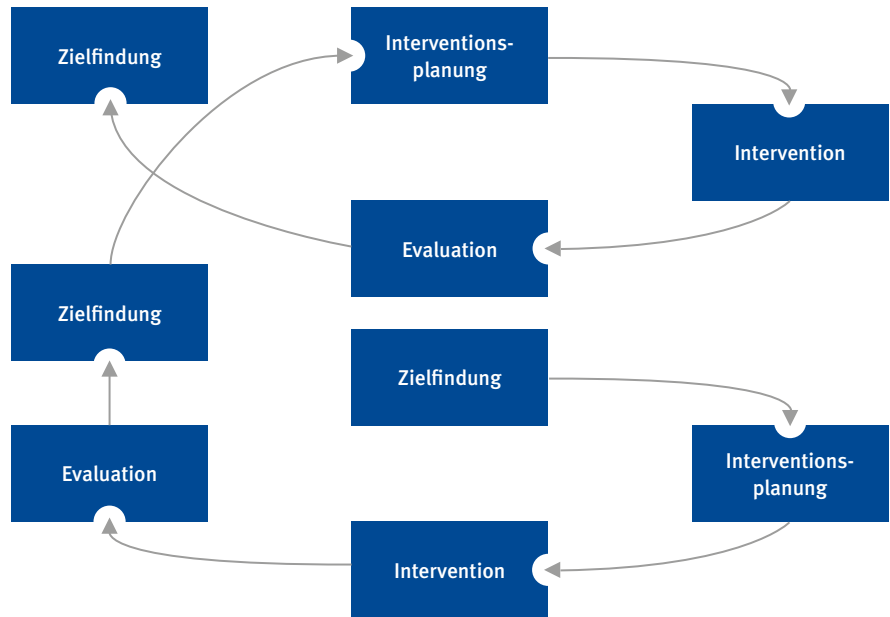 Zielfindung
Interventions-
planung
Intervention
Evaluation
Zielfindung
Zielfindung
Evaluation
Interventions-
planung
Intervention